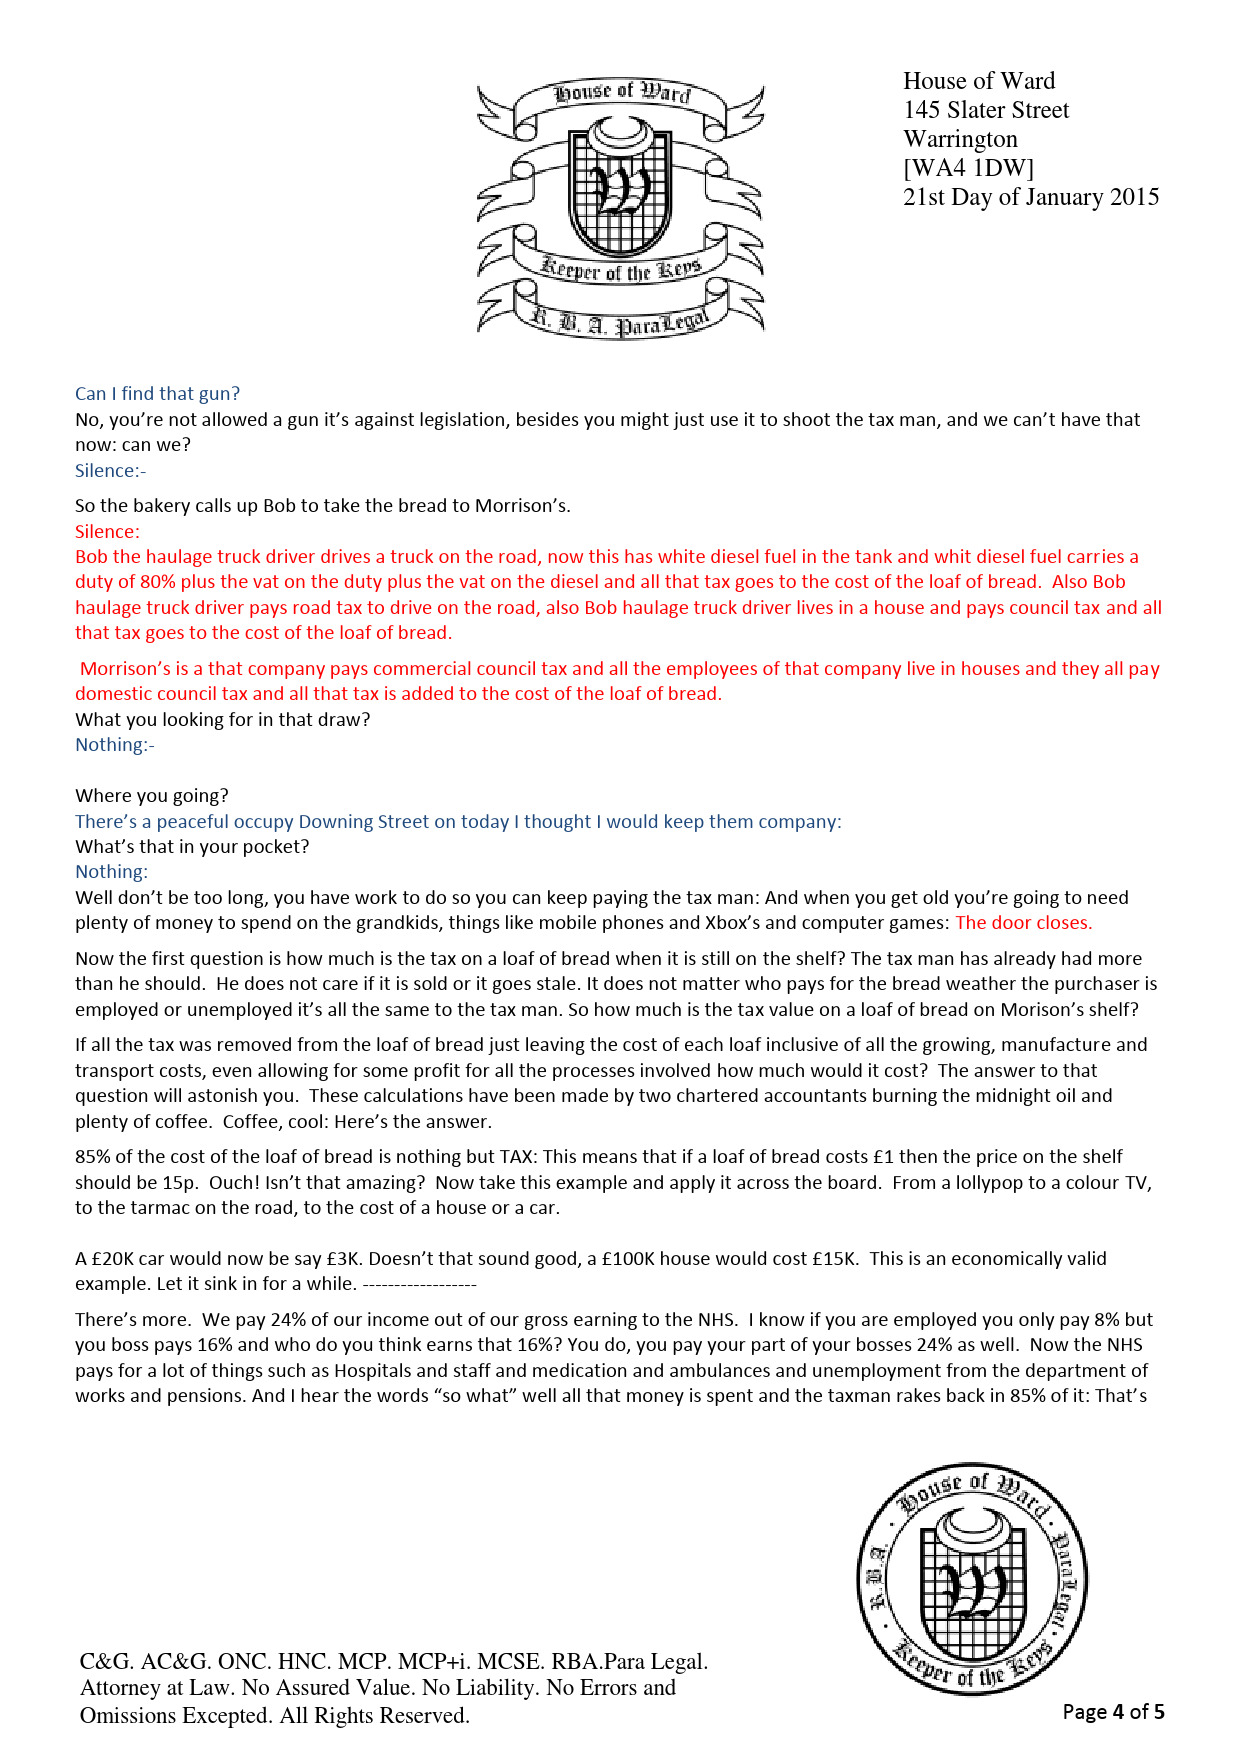 House of Ward
Keeper of the Keys
R. B. A. ParaLegal
House of Ward
145 Slater Street
Warrington
[WA4 1DW]
21st Day of January 2015
Can I find that gun?
No, you’re not allowed a gun it’s against legislation, besides you might just use it to shoot the tax man, and we can’t have that
now: can we?
Silence:-
So the bakery calls up Bob to take the bread to Morrison’s.
Silence:
Bob the haulage truck driver drives a truck on the road, now this has white diesel fuel in the tank and whit diesel fuel carries a
duty of 80% plus the vat on the duty plus the vat on the diesel and all that tax goes to the cost of the loaf of bread.  Also Bob
haulage truck driver pays road tax to drive on the road, also Bob haulage truck driver lives in a house and pays council tax and all
that tax goes to the cost of the loaf of bread.
Morrison’s is a that company pays commercial council tax and all the employees of that company live in houses and they all pay
domestic council tax and all that tax is added to the cost of the loaf of bread.
What you looking for in that draw?
Nothing:-
Where you going?
There’s a peaceful occupy Downing Street on today I thought I would keep them company:
What’s that in your pocket?
Nothing:
Well don’t be too long, you have work to do so you can keep paying the tax man: And when you get old you’re going to need
plenty of money to spend on the grandkids, things like mobile phones and Xbox’s and computer games: The door closes.
Now the first question is how much is the tax on a loaf of bread when it is still on the shelf? The tax man has already had more
than he should.  He does not care if it is sold or it goes stale. It does not matter who pays for the bread weather the purchaser is
employed or unemployed it’s all the same to the tax man. So how much is the tax value on a loaf of bread on Morison’s shelf?
If all the tax was removed from the loaf of bread just leaving the cost of each loaf inclusive of all the growing, manufacture and
transport costs, even allowing for some profit for all the processes involved how much would it cost?  The answer to that
question will astonish you.  These calculations have been made by two chartered accountants burning the midnight oil and
plenty of coffee.  Coffee, cool: Here’s the answer.
85% of the cost of the loaf of bread is nothing but TAX: This means that if a loaf of bread costs £1 then the price on the shelf
should be 15p.  Ouch! Isn’t that amazing?  Now take this example and apply it across the board.  From a lollypop to a colour TV,
to the tarmac on the road, to the cost of a house or a car.
A £20K car would now be say £3K. Doesn’t that sound good, a £100K house would cost £15K.  This is an economically valid
example. Let it sink in for a while. ------------------
There’s more.  We pay 24% of our income out of our gross earning to the NHS.  I know if you are employed you only pay 8% but
you boss pays 16% and who do you think earns that 16%? You do, you pay your part of your bosses 24% as well.  Now the NHS
pays for a lot of things such as Hospitals and staff and medication and ambulances and unemployment from the department of
works and pensions. And I hear the words “so what” well all that money is spent and the taxman rakes back in 85% of it: That’s
R.B.A. · House of Ward · ParaLegal · Keeper of the Keys ·
C&G. AC&G. ONC. HNC. MCP. MCP+i. MCSE. RBA.Para Legal.
Attorney at Law. No Assured Value. No Liability. No Errors and
Omissions Excepted. All Rights Reserved.
Page 4 of 5